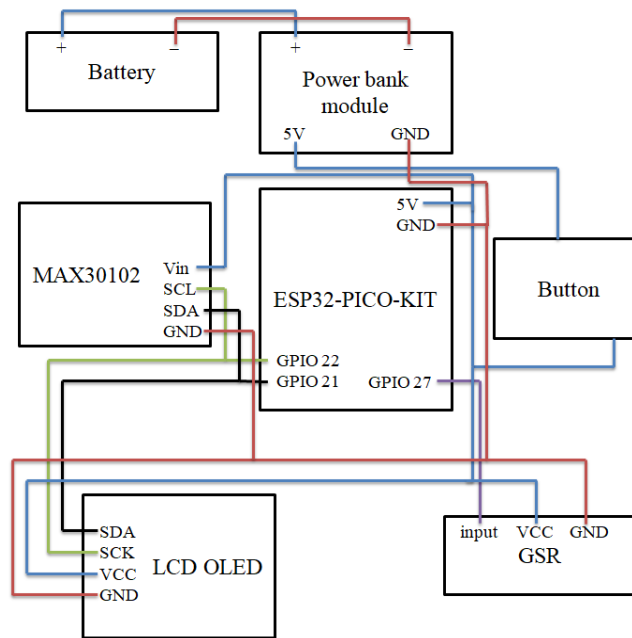 + − + −
Battery
Power bank
module
5V GND
5V
GND
MAX30102
Vin
SCL
SDA
GND
ESP32-PICO-KIT
Button
GPIO 22
GPIO 21
GPIO 27
SDA
SCK
VCC
GND
LCD OLED
input VCC GND
GSR